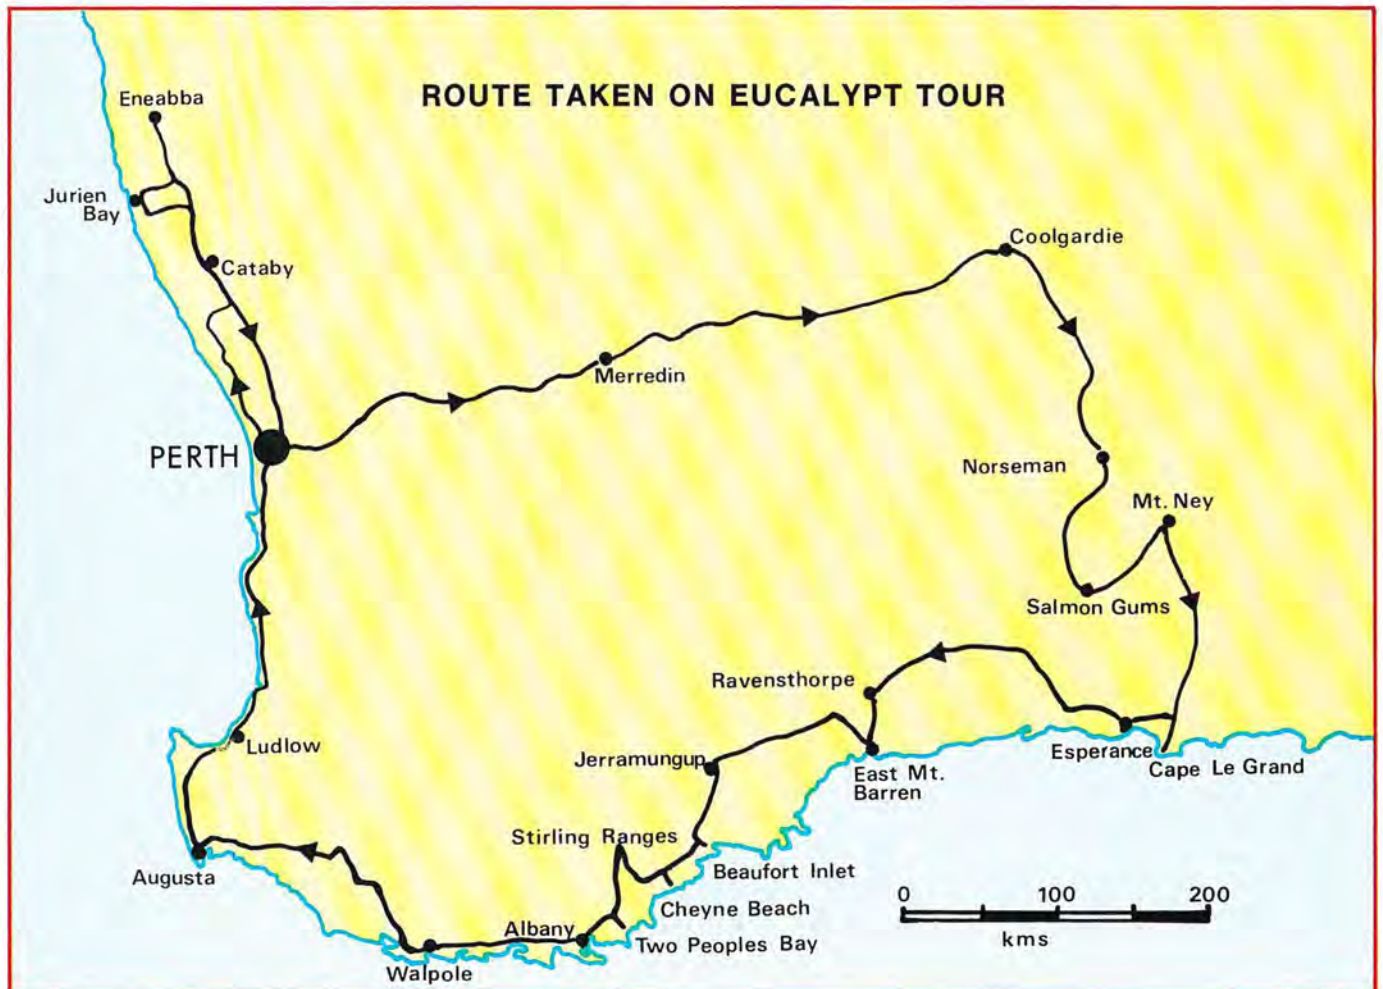 ROUTE TAKEN ON EUCALYPT TOUR
Eneabba
Jurien
Bay
Cataby
Coolgardie
Merredin
PERTH
Norseman
Mt. Ney
Salmon Gums
Ravensthorpe
Ludlow
Jerramungup
East Mt.
Barren
Esperance
Cape Le Grand
Stirling Ranges
Augusta
Beaufort Inlet
Cheyne Beach
Albany
Two Peoples Bay
Walpole
0 100 200
kms